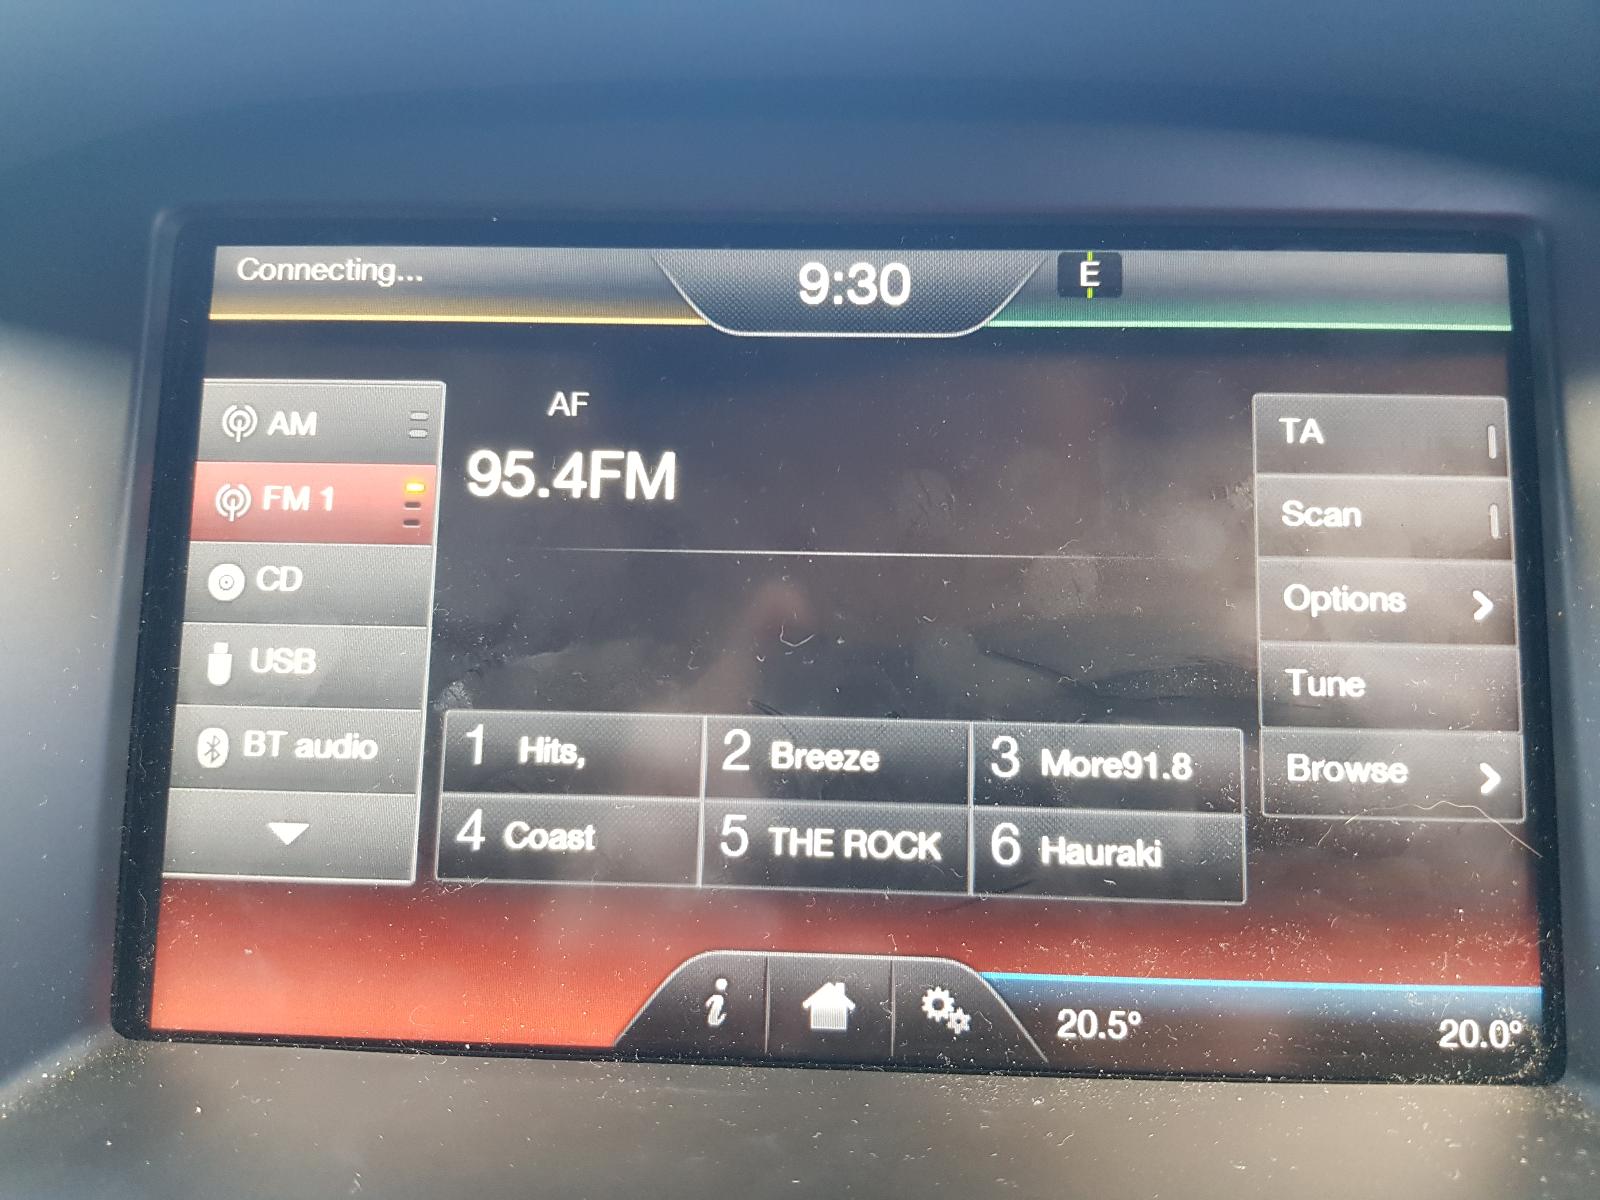 Connecting...
9:30
E
AM
FM 1
CD
USB
BT audio
AF
95.4FM
TA
Scan
Options
Tune
Browse
1 Hits,
2 Breeze
3 More91.8
4 Coast
5 THE ROCK
6 Hauraki
i
20.5°
20.0°